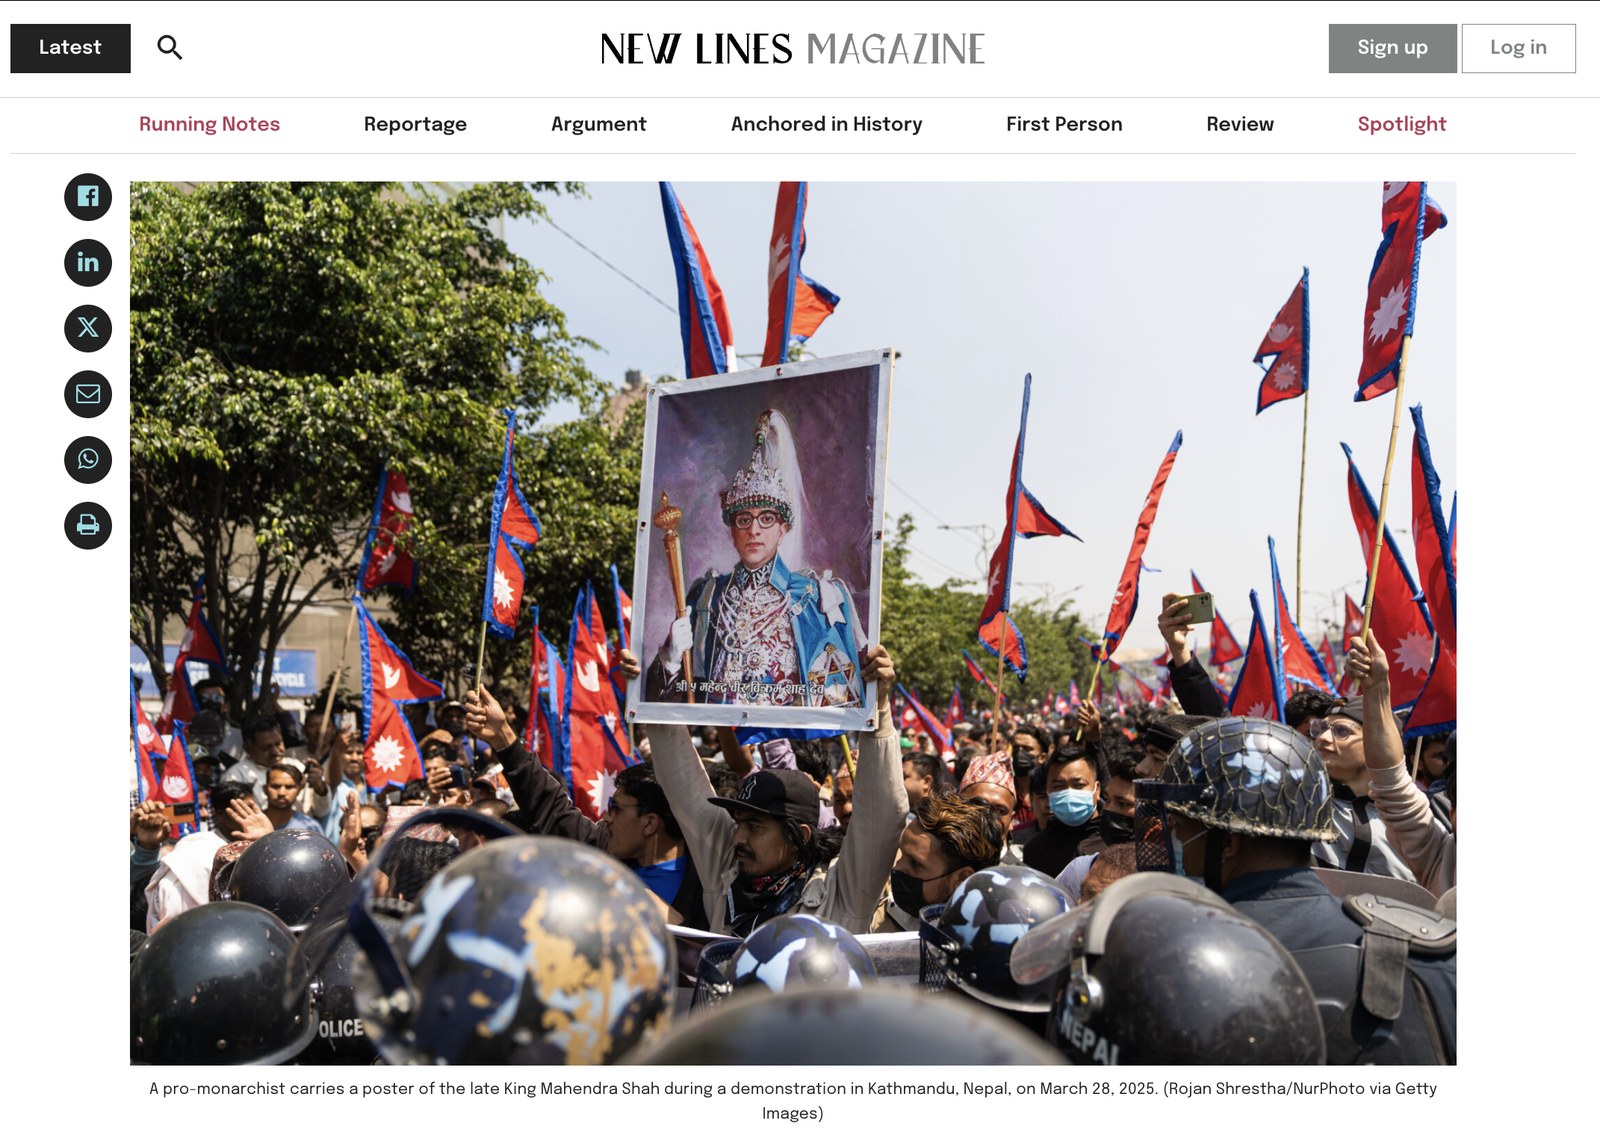 Latest
NEW LINES MAGAZINE
Sign up
Log in
Running Notes
Reportage
Argument
Anchored in History
First Person
Review
Spotlight
श्री ५ महेन्द्र वीर विक्रम शाह देव
CYCLE
OLICE
NEPAL
A pro-monarchist carries a poster of the late King Mahendra Shah during a demonstration in Kathmandu, Nepal, on March 28, 2025. (Rojan Shrestha/NurPhoto via Getty
Images)